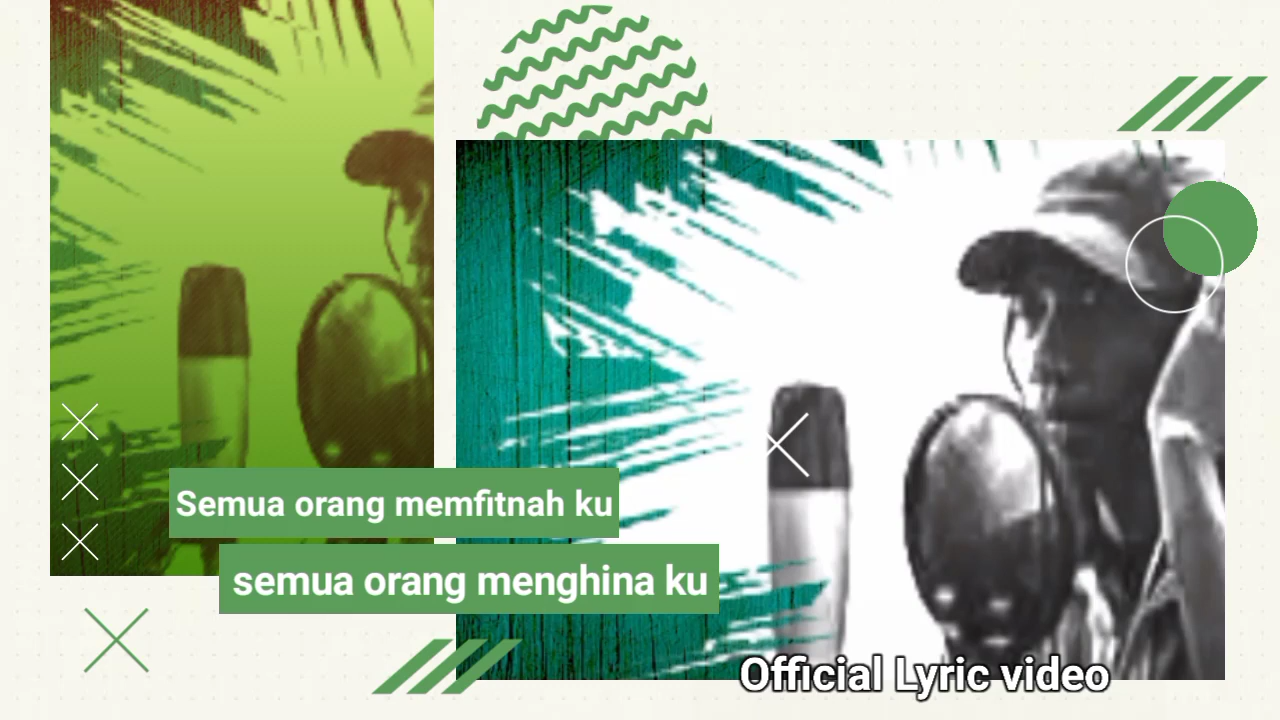 Semua orang memfitnah ku
semua orang menghina ku
Official Lyric video